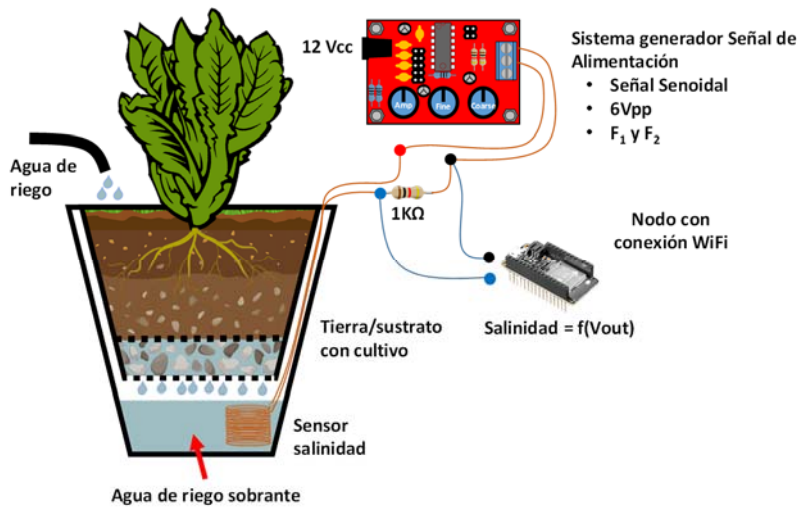 12 Vcc
Amp
Fine
Coarse
Sistema generador Señal de
Alimentación
• Señal Senoidal
• 6Vpp
• F₁ y F₂
Agua de
riego
1KΩ
Nodo con
conexión WiFi
Salinidad = f(Vout)
Tierra/sustrato
con cultivo
Sensor
salinidad
Agua de riego sobrante